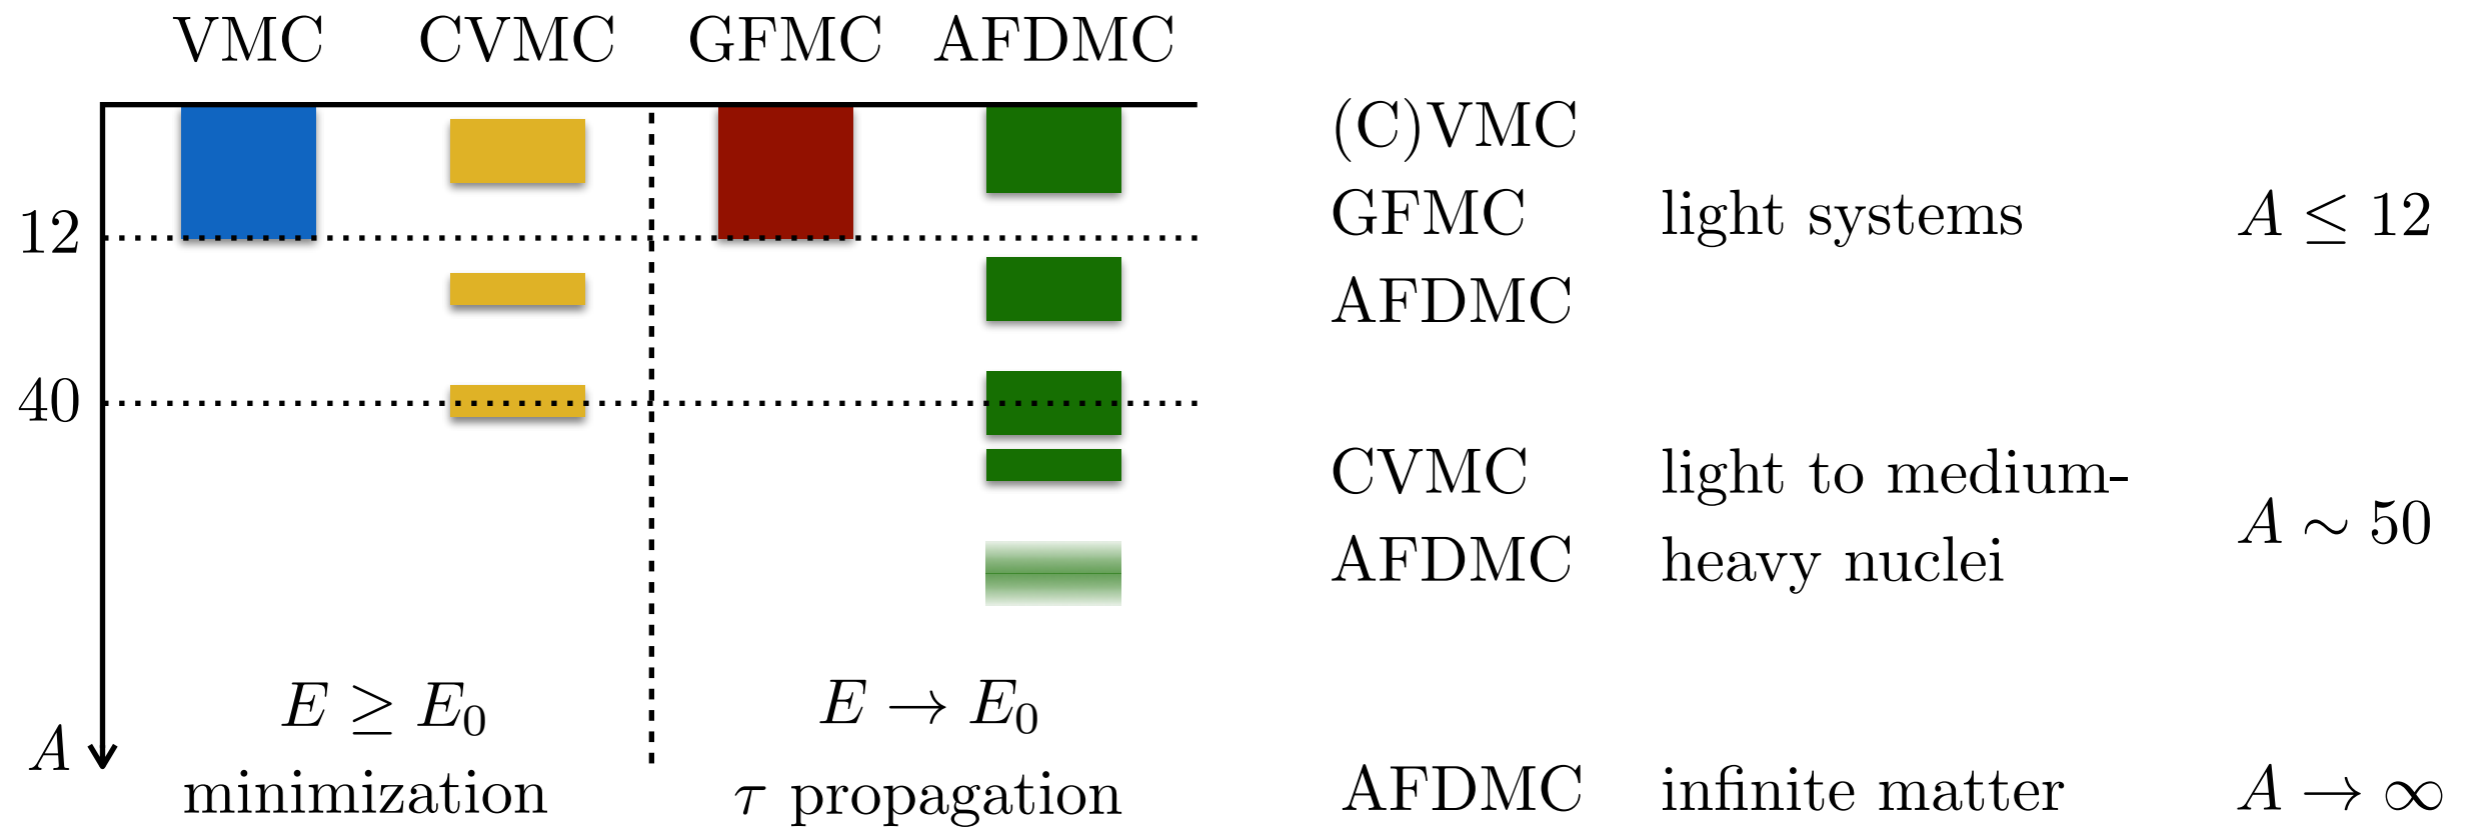 VMC CVMC GFMC AFDMC
12
40
A
E ≥ E₀
minimization
E → E₀
τ propagation
(C)VMC
GFMC light systems A ≤ 12
AFDMC
CVMC light to medium-
AFDMC heavy nuclei
A ∼ 50
AFDMC infinite matter A → ∞